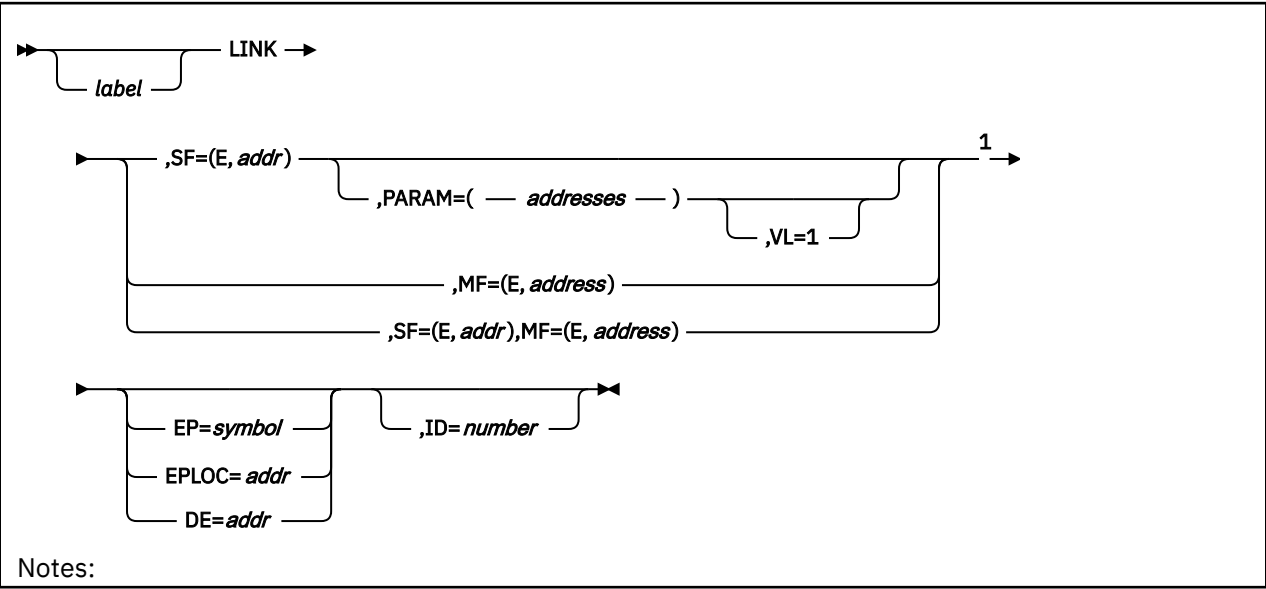 LINK
label
1
,SF=(E, addr)
,PARAM=( addresses )
,VL=1
,MF=(E, address)
,SF=(E, addr),MF=(E, address)
EP=symbol
,ID=number
EPLOC=addr
DE=addr
Notes: